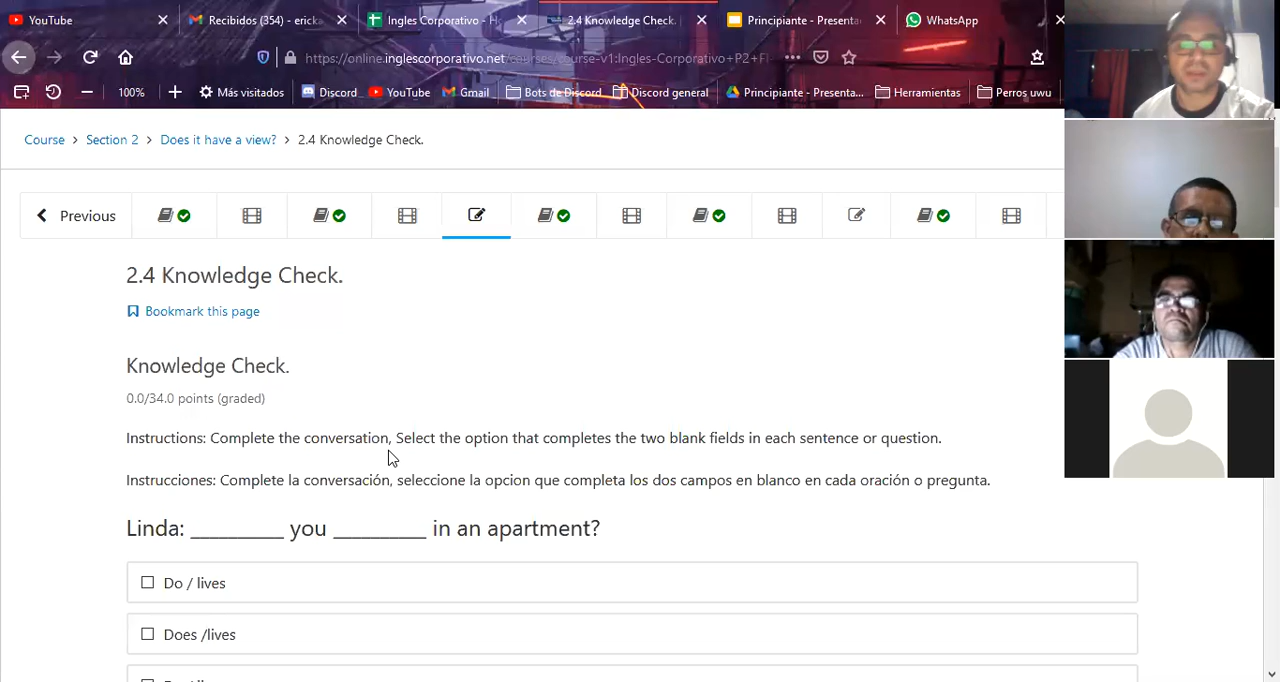 YouTube
Recibidos (354) - erick
Ingles Corporativo - H
2.4 Knowledge Check.
Principiante - Presenta
WhatsApp
https://online.inglescorporativo.net/courses/course-v1:Ingles-Corporativo+P2+F
100%
Más visitados
Discord
YouTube
Gmail
Bots de Discord
Discord general
Principiante - Presenta...
Herramientas
Perros uwu
Course > Section 2 > Does it have a view? > 2.4 Knowledge Check.
Previous
2.4 Knowledge Check.
Bookmark this page
Knowledge Check.
0.0/34.0 points (graded)
Instructions: Complete the conversation, Select the option that completes the two blank fields in each sentence or question.
Instrucciones: Complete la conversación, seleccione la opcion que completa los dos campos en blanco en cada oración o pregunta.
Linda: _________ you _________ in an apartment?
Do / lives
Does /lives